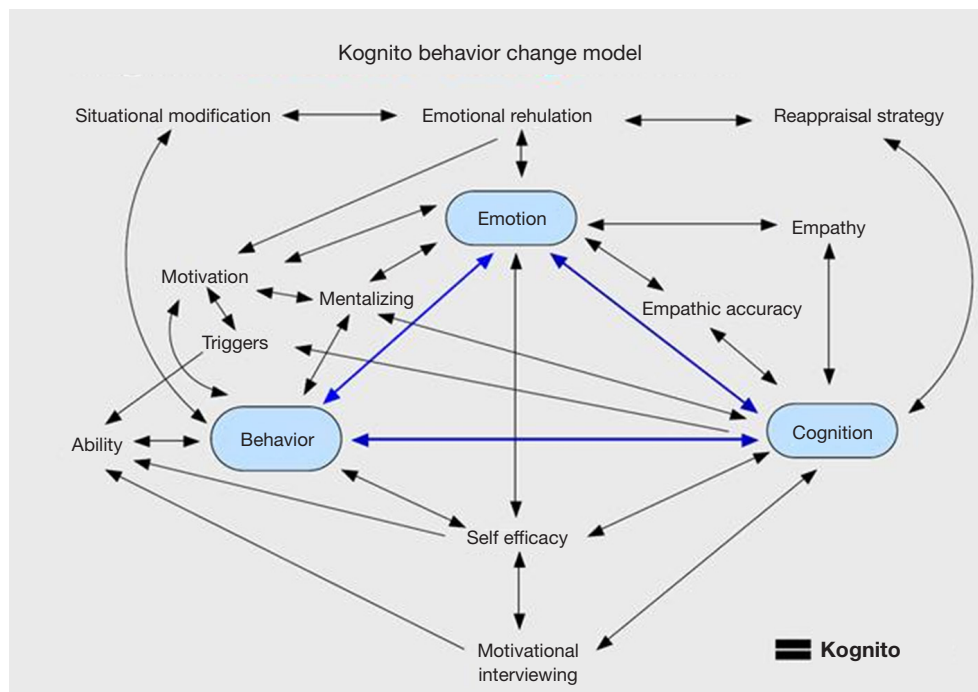 Kognito behavior change model
Situational modification
Emotional rehulation
Reappraisal strategy
Emotion
Empathy
Motivation
Mentalizing
Empathic accuracy
Triggers
Ability
Behavior
Cognition
Self efficacy
Motivational
interviewing
Kognito